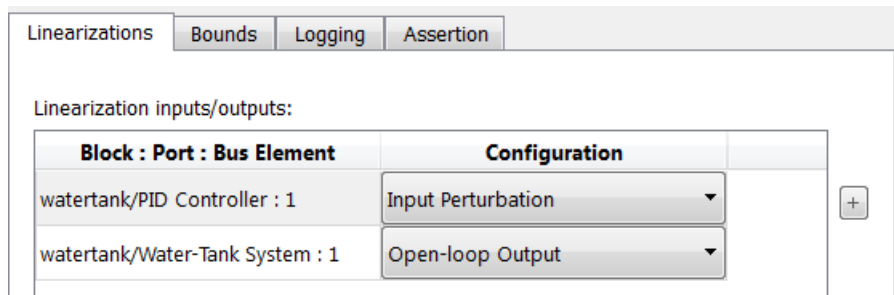 Linearizations Bounds Logging Assertion
Linearization inputs/outputs:
Block : Port : Bus Element Configuration
watertank/PID Controller : 1 Input Perturbation +
watertank/Water-Tank System : 1 Open-loop Output